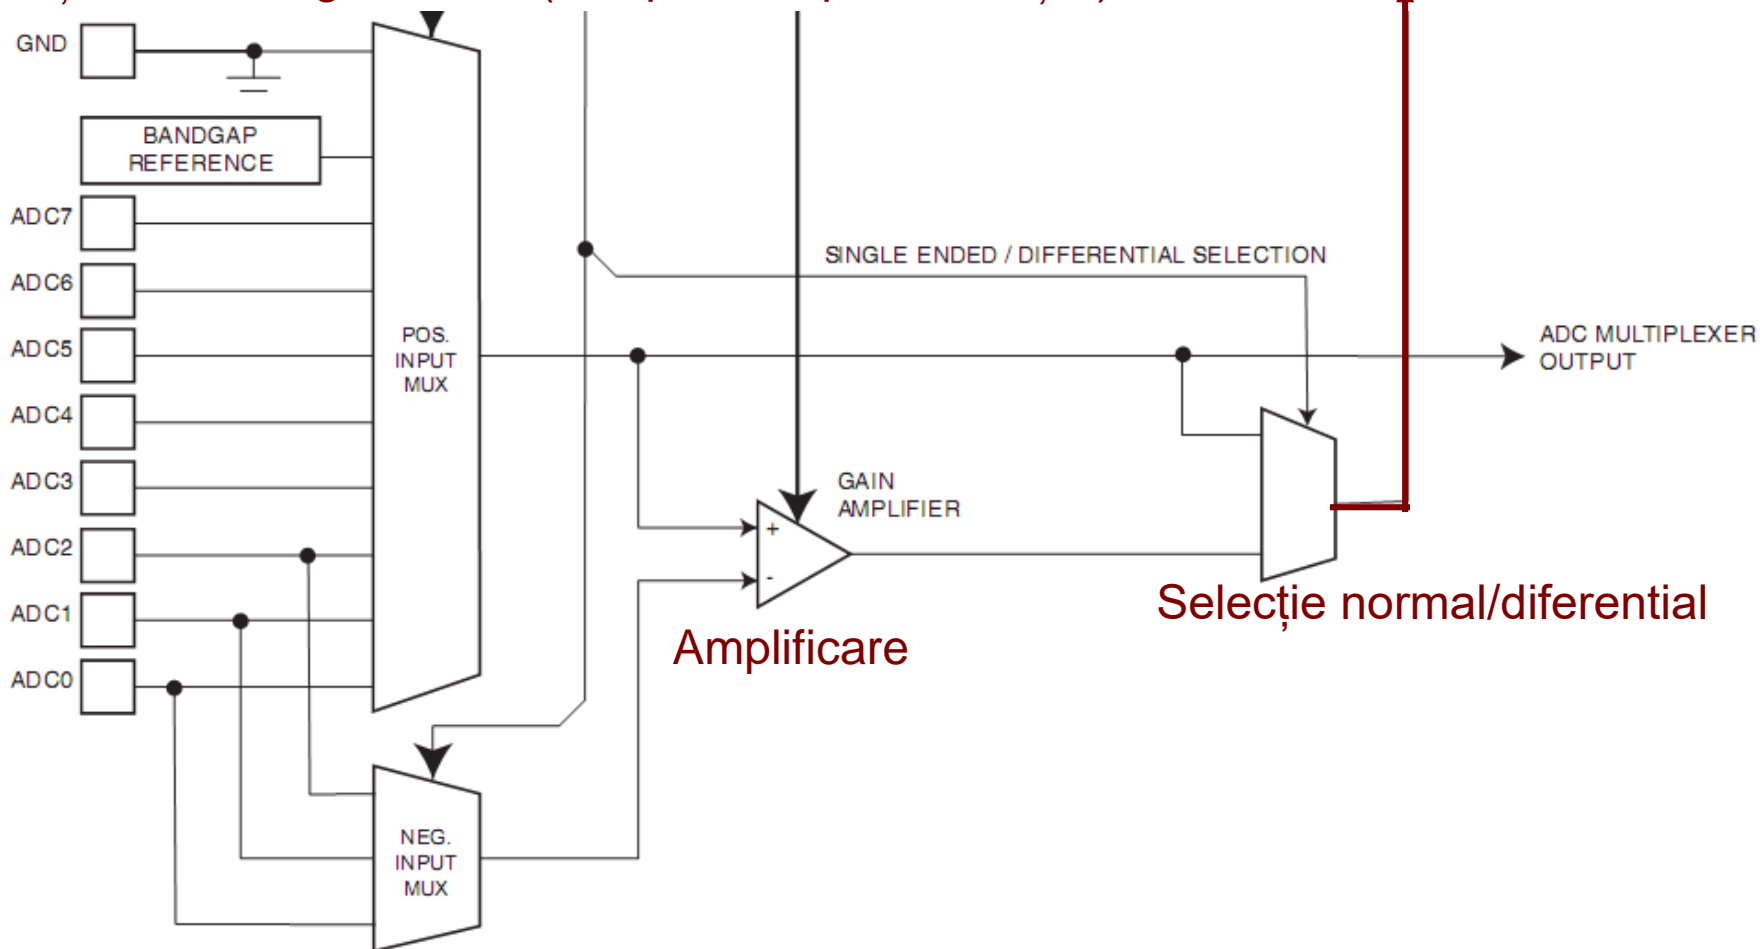 GND
BANDGAP
REFERENCE
ADC7
ADC6
ADC5
ADC4
ADC3
ADC2
ADC1
ADC0
POS.
INPUT
MUX
NEG.
INPUT
MUX
SINGLE ENDED / DIFFERENTIAL SELECTION
ADC MULTIPLEXER
OUTPUT
GAIN
AMPLIFIER
+
-
Amplificare
Selecție normal/diferential